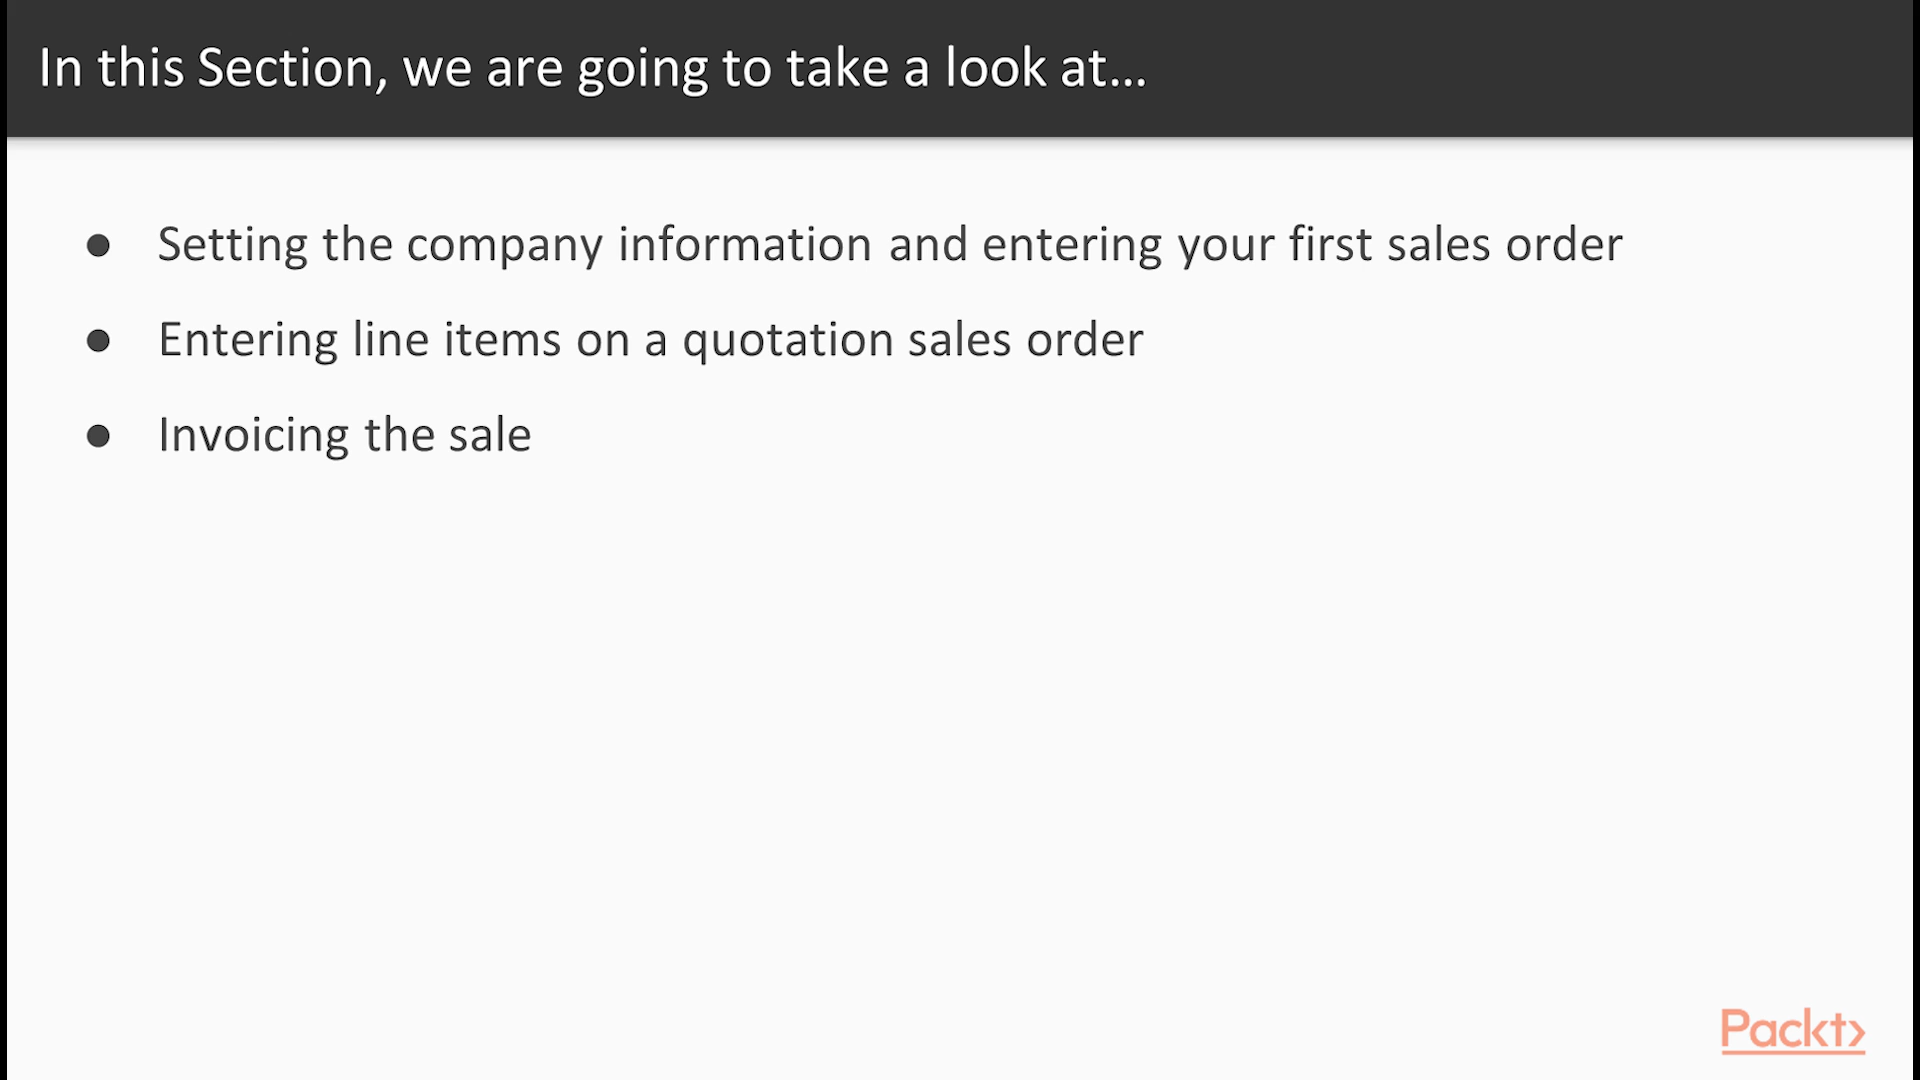 In this Section, we are going to take a look at...
● Setting the company information and entering your first sales order
● Entering line items on a quotation sales order
● Invoicing the sale
Packt>